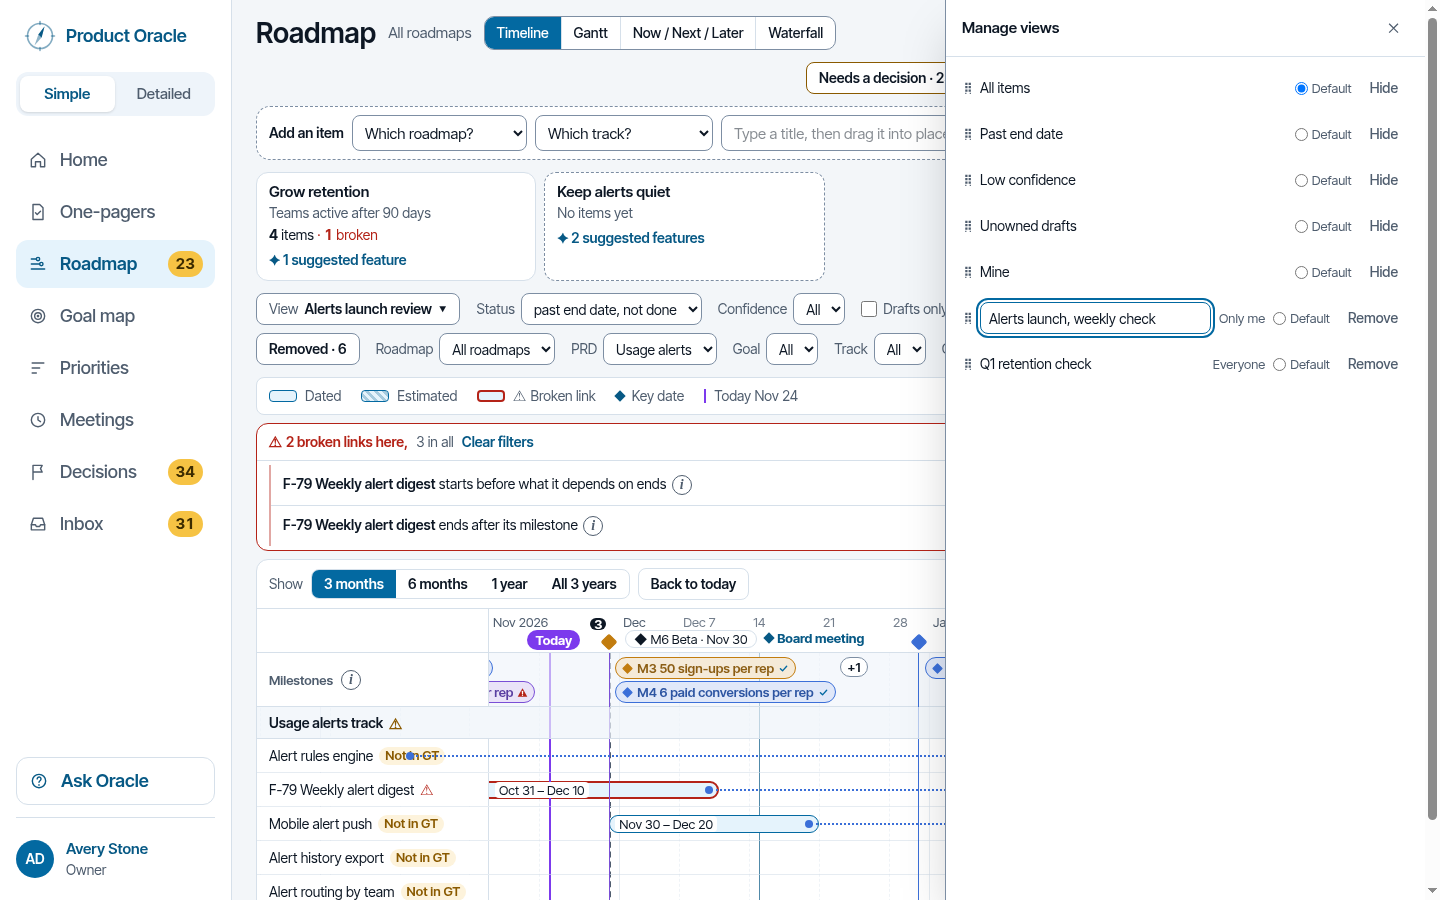 Product Oracle
Simple
Detailed
Home
One-pagers
Roadmap 23
Goal map
Priorities
Meetings
Decisions 34
Inbox 31
Ask Oracle
AD
Avery Stone
Owner
Roadmap All roadmaps
Timeline Gantt Now / Next / Later Waterfall
Needs a decision · 2
Add an item Which roadmap? Which track? Type a title, then drag it into place
Grow retention
Teams active after 90 days
4 items · 1 broken
1 suggested feature
Keep alerts quiet
No items yet
2 suggested features
View Alerts launch review Status past end date, not done Confidence All Drafts only
Removed · 6 Roadmap All roadmaps PRD Usage alerts Goal All Track All
Dated Estimated Broken link Key date Today Nov 24
2 broken links here, 3 in all Clear filters
F-79 Weekly alert digest starts before what it depends on ends i
F-79 Weekly alert digest ends after its milestone i
Show 3 months 6 months 1 year All 3 years Back to today
Nov 2026 3 Dec Dec 7 14 21 28 Ja
Today M6 Beta · Nov 30 Board meeting
Milestones i
M3 50 sign-ups per rep +1
r rep M4 6 paid conversions per rep
Usage alerts track
Alert rules engine Not in GT
F-79 Weekly alert digest Oct 31 – Dec 10
Mobile alert push Not in GT Nov 30 – Dec 20
Alert history export Not in GT
Alert routing by team Not in GT
Manage views
All items Default Hide
Past end date Default Hide
Low confidence Default Hide
Unowned drafts Default Hide
Mine Default Hide
Alerts launch, weekly check Only me Default Remove
Q1 retention check Everyone Default Remove